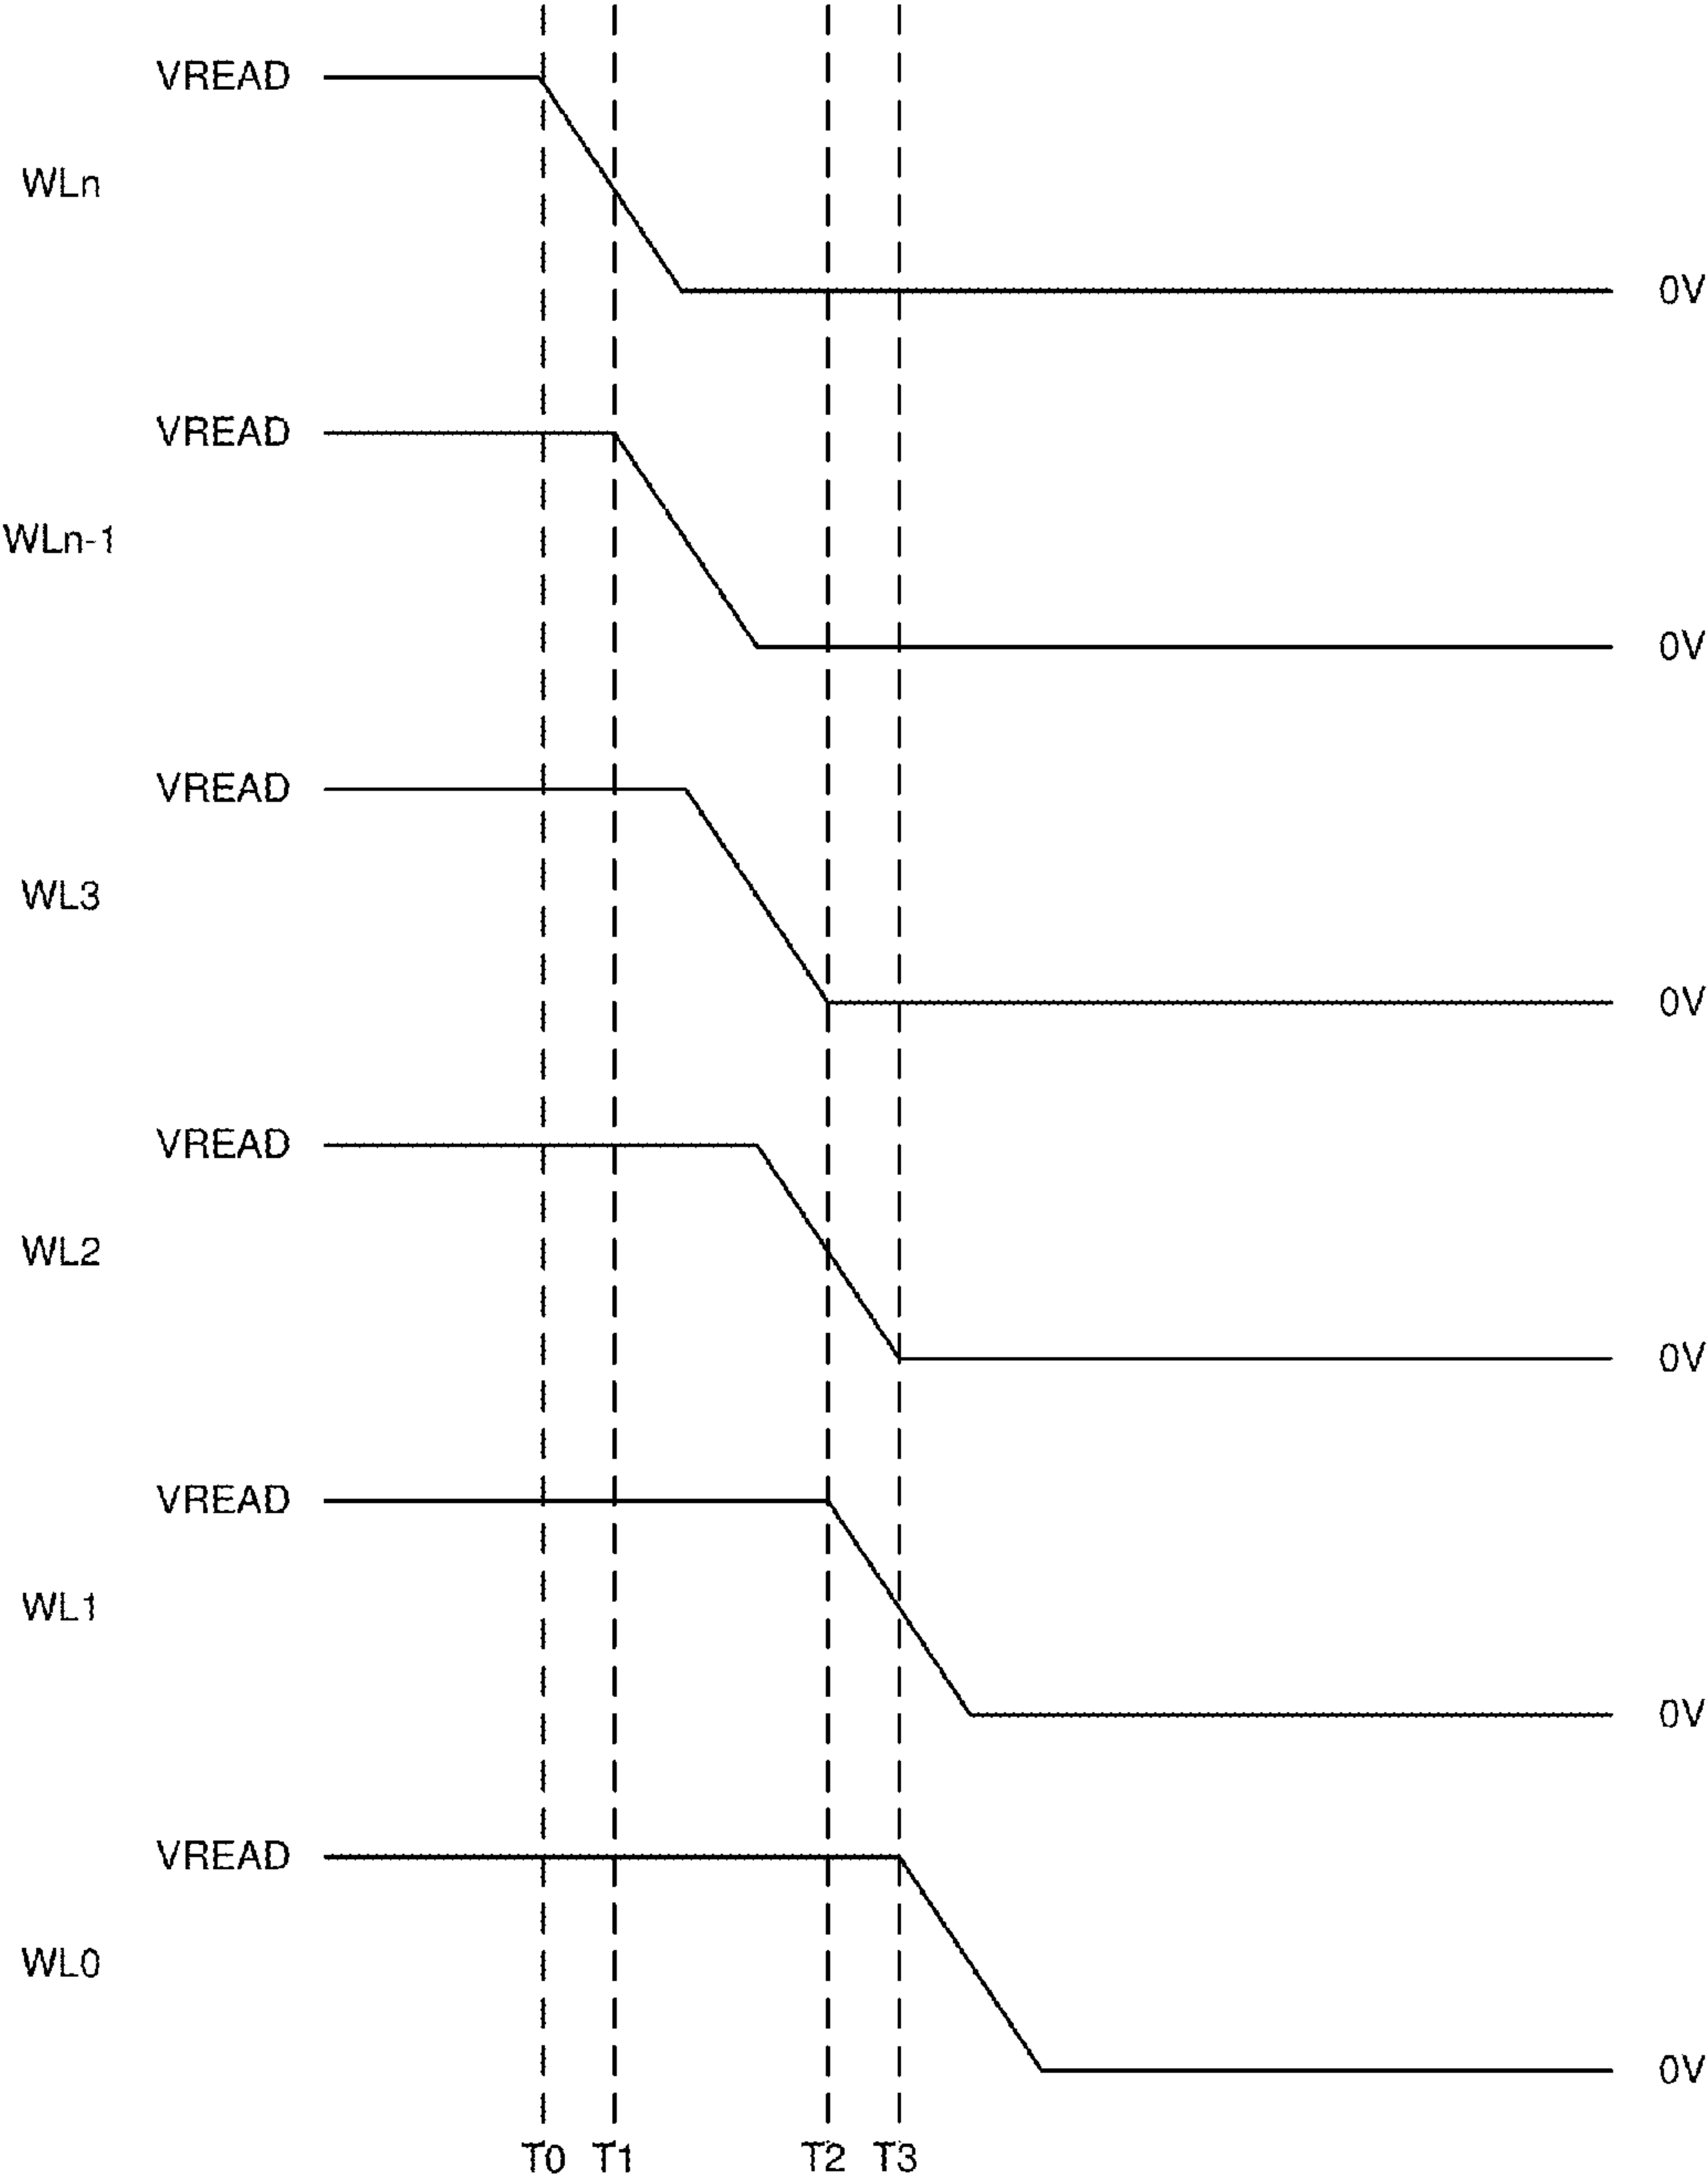 VREAD
WLn
0V
VREAD
WLn-1
0V
VREAD
WL3
0V
VREAD
WL2
0V
VREAD
WL1
0V
VREAD
WL0
0V
T0 T1 T2 T3